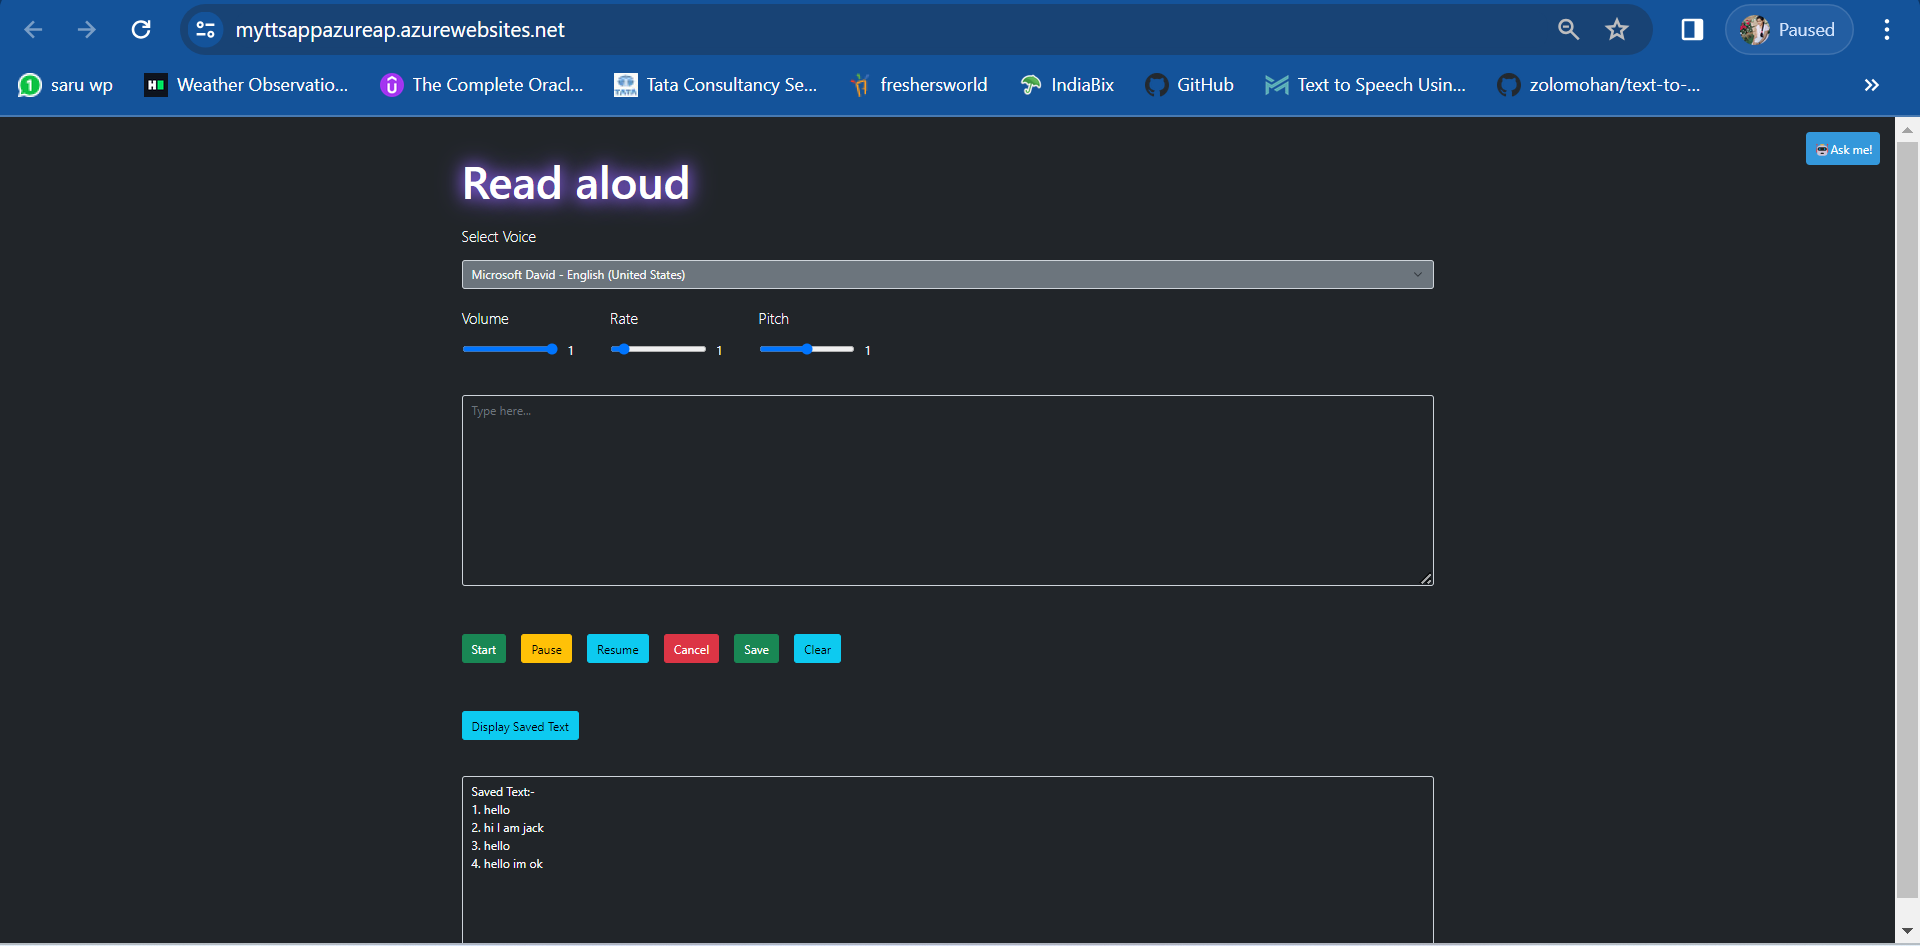 myttsappazureap.azurewebsites.net
Paused
saru wp
Weather Observatio...
The Complete Oracl...
Tata Consultancy Se...
freshersworld
IndiaBix
GitHub
Text to Speech Usin...
zolomohan/text-to-...
Ask me!
Read aloud
Select Voice
Microsoft David - English (United States)
Volume Rate Pitch
1 1 1
Type here...
Start Pause Resume Cancel Save Clear
Display Saved Text
Saved Text:-
1. hello
2. hi I am jack
3. hello
4. hello im ok